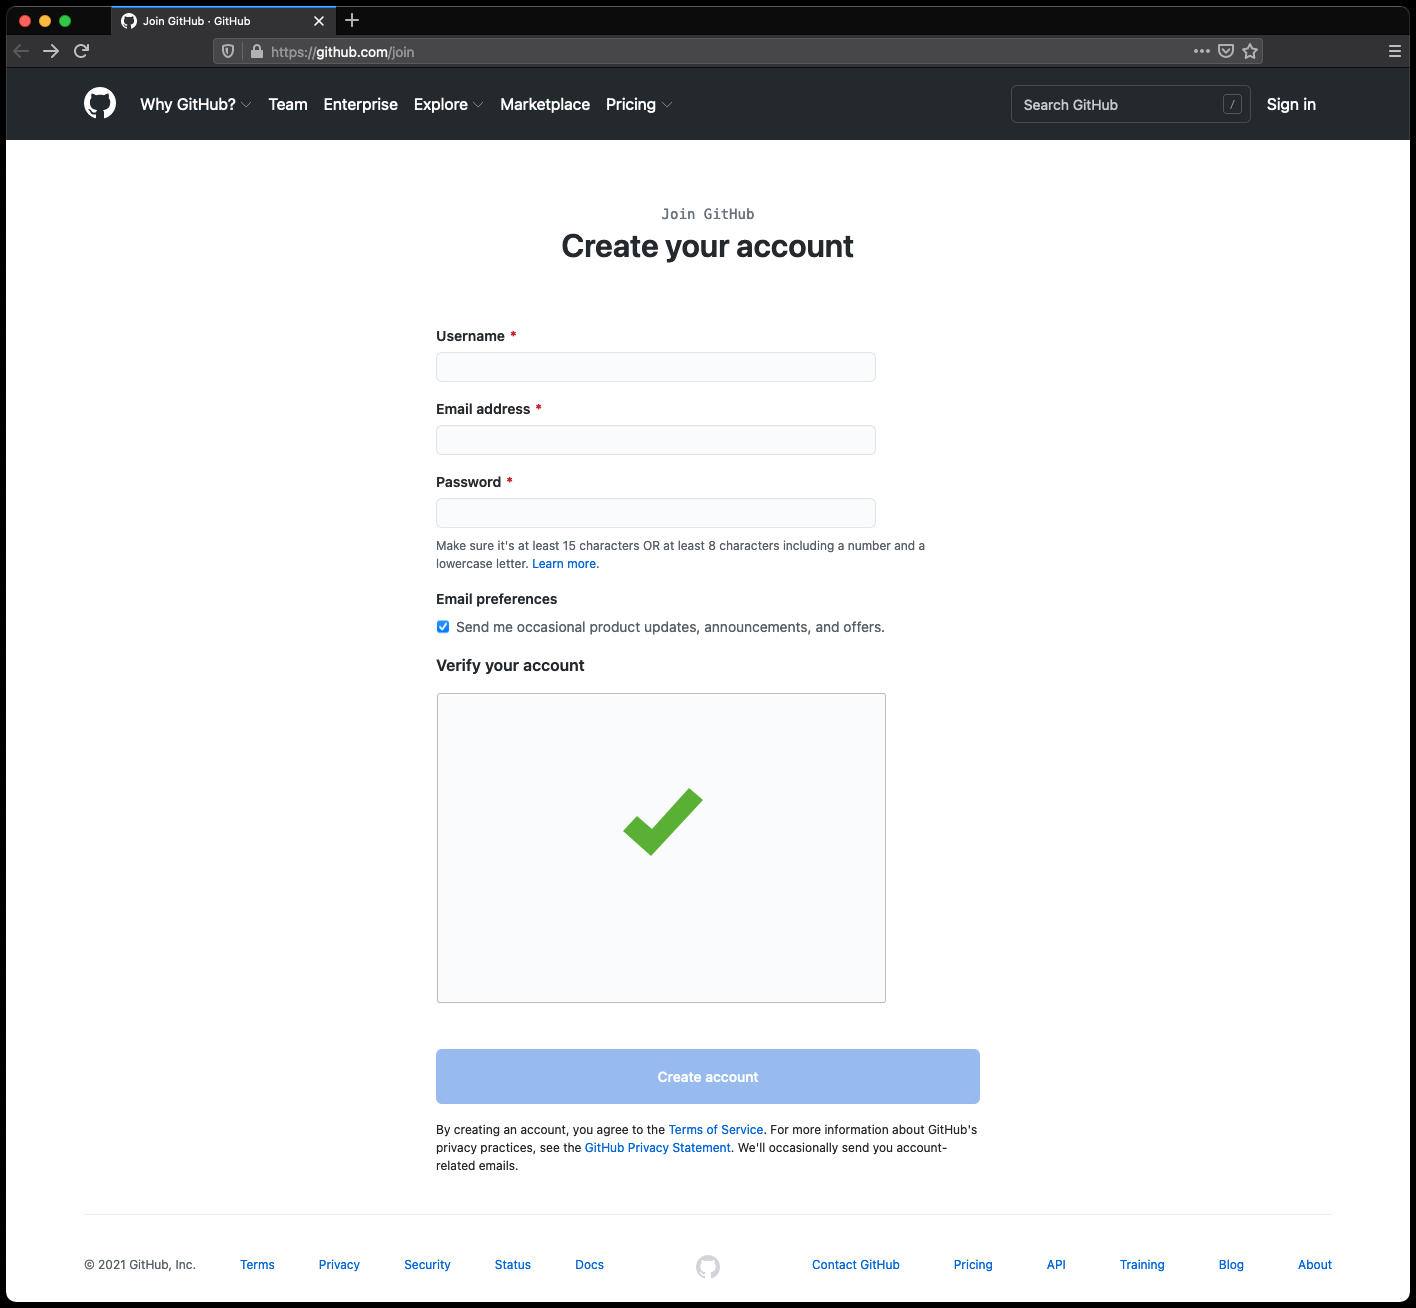 Join GitHub · GitHub
https://github.com/join
Why GitHub? Team Enterprise Explore Marketplace Pricing
Search GitHub /
Sign in
Join GitHub
Create your account
Username *
Email address *
Password *
Make sure it's at least 15 characters OR at least 8 characters including a number and a
lowercase letter. Learn more.
Email preferences
Send me occasional product updates, announcements, and offers.
Verify your account
Create account
By creating an account, you agree to the Terms of Service. For more information about GitHub's
privacy practices, see the GitHub Privacy Statement. We'll occasionally send you account-
related emails.
© 2021 GitHub, Inc. Terms Privacy Security Status Docs Contact GitHub Pricing API Training Blog About